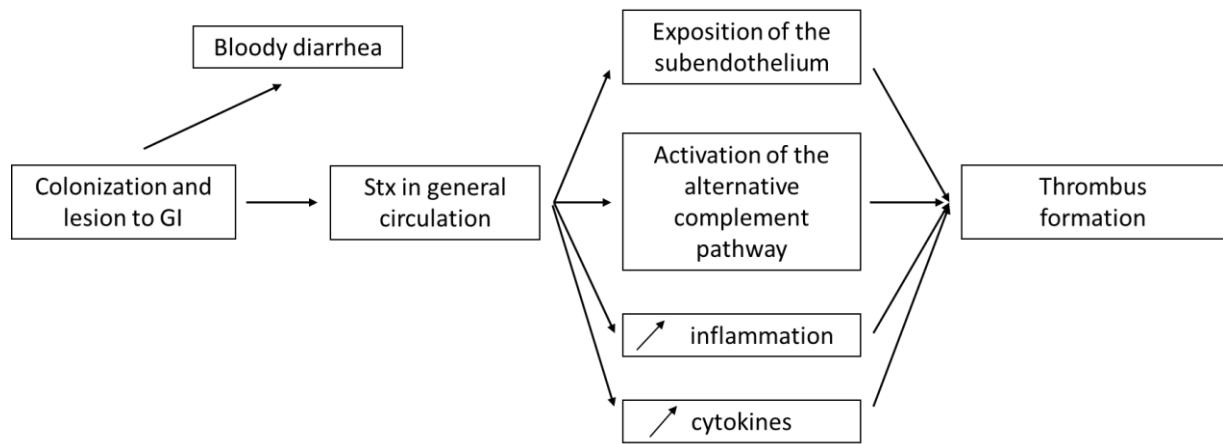 Bloody diarrhea
Colonization and
lesion to GI
Stx in general
circulation
Exposition of the
subendothelium
Activation of the
alternative
complement
pathway
inflammation
cytokines
Thrombus
formation